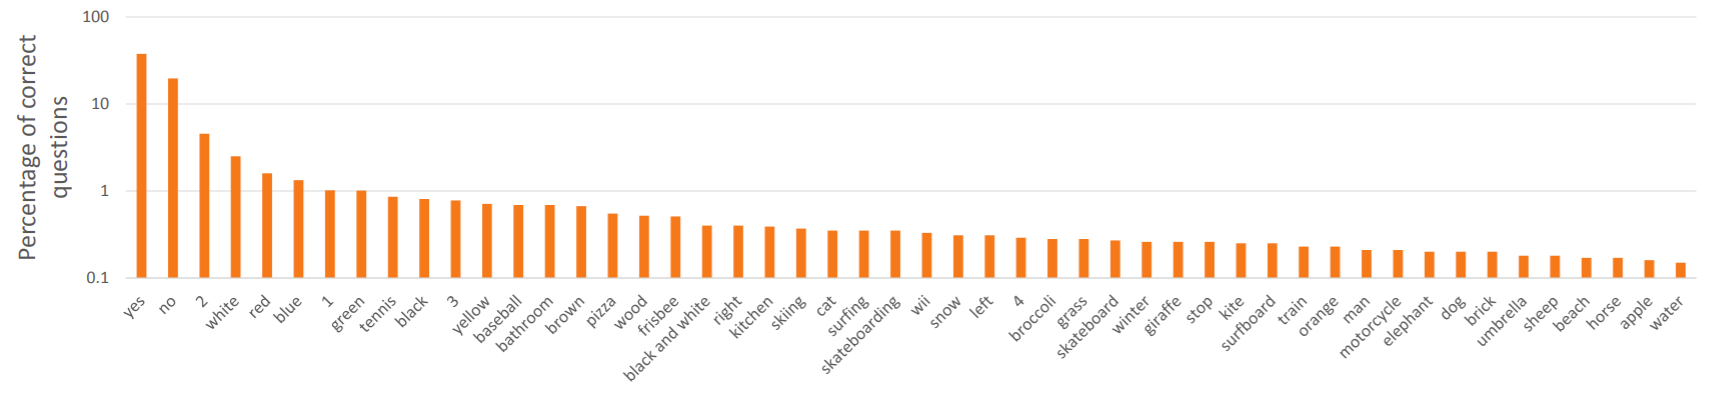 Percentage of correct
questions
100
10
1
0.1
yes
no
2
white
red
blue
1
green
tennis
black
3
yellow
baseball
bathroom
brown
pizza
wood
frisbee
black and white
right
kitchen
skiing
cat
surfing
skateboarding
wii
snow
left
4
broccoli
grass
skateboard
winter
giraffe
stop
kite
surfboard
train
orange
man
motorcycle
elephant
dog
brick
umbrella
sheep
beach
horse
apple
water